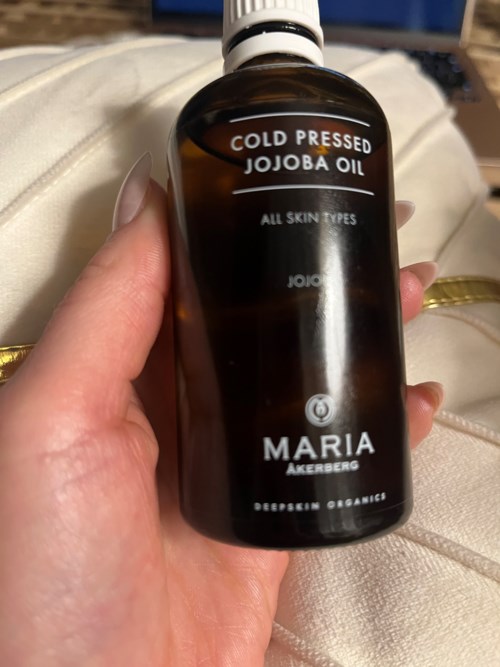 COLD PRESSED
JOJOBA OIL
ALL SKIN TYPES
MARIA
ÅKERBERG
DEEPSKIN ORGANICS